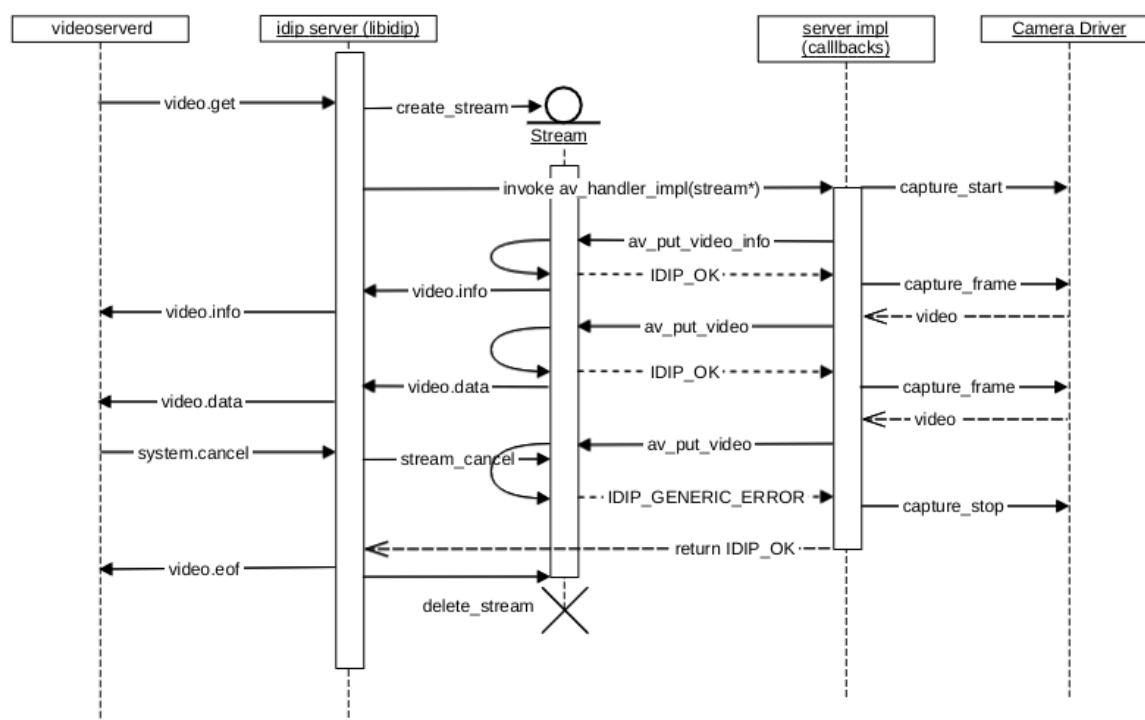 videoserverd
idip server (libidip)
server impl
(calllbacks)
Camera Driver
video.get
create_stream
Stream
invoke av_handler_impl(stream*)
capture_start
av_put_video_info
IDIP_OK
video.info
capture_frame
video.info
video
av_put_video
IDIP_OK
video.data
capture_frame
video.data
video
av_put_video
system.cancel
stream_cancel
IDIP_GENERIC_ERROR
capture_stop
return IDIP_OK
video.eof
delete_stream